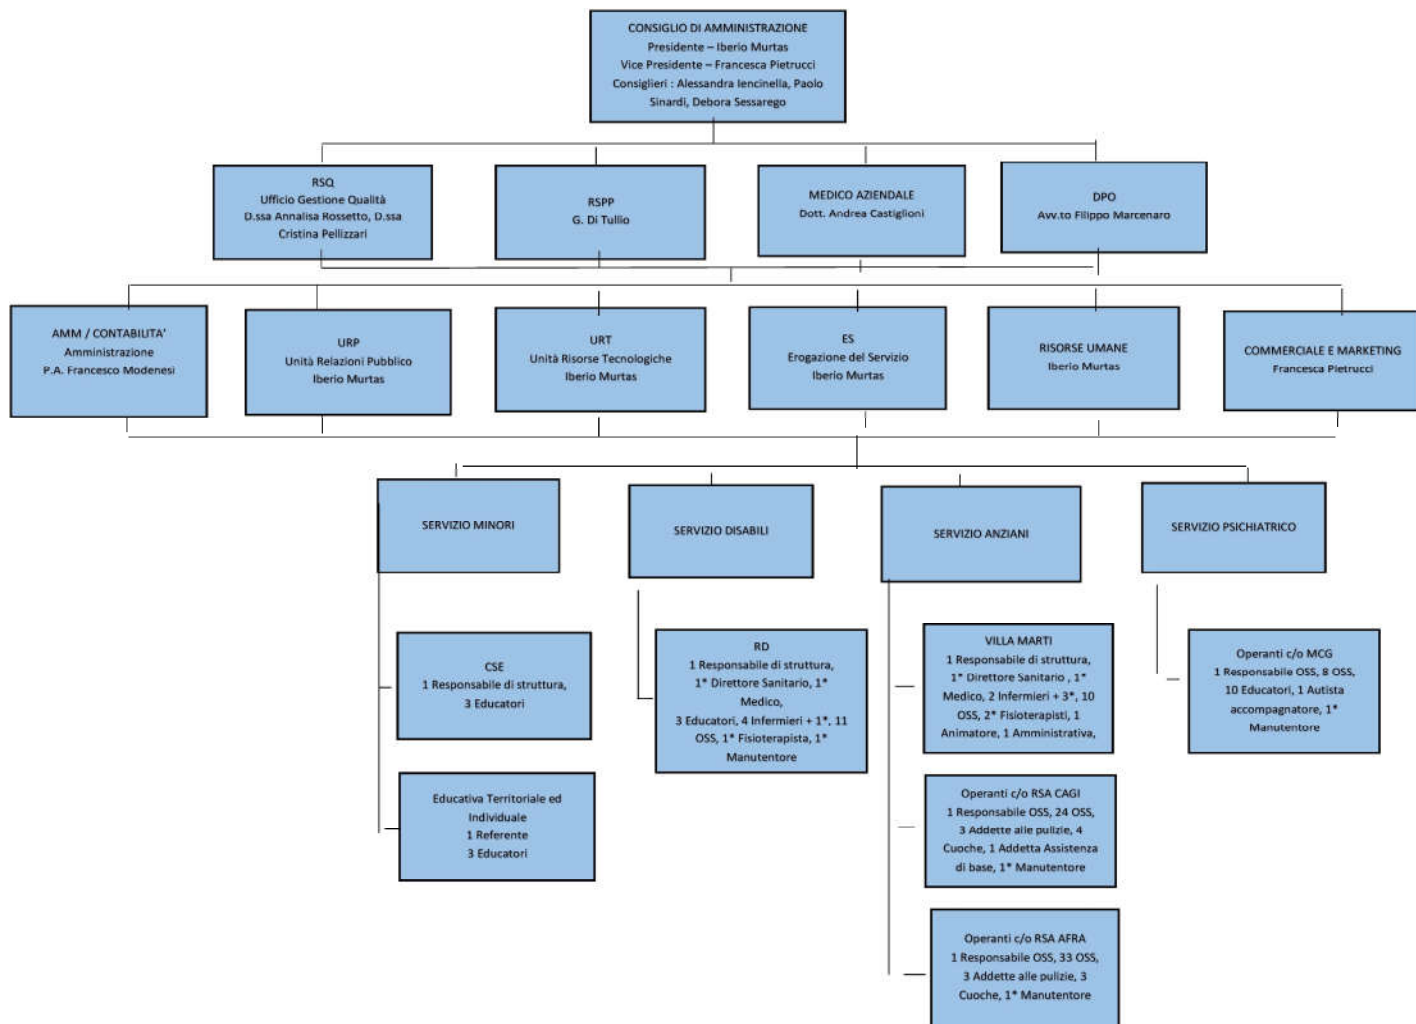 CONSIGLIO DI AMMINISTRAZIONE
Presidente – Iberio Murtas
Vice Presidente – Francesca Pietrucci
Consiglieri : Alessandra Iencinella, Paolo
Sinardi, Debora Sessarego
RSQ
Ufficio Gestione Qualità
D.ssa Annalisa Rossetto, D.ssa
Cristina Pellizzari
RSPP
G. Di Tullio
MEDICO AZIENDALE
Dott. Andrea Castiglioni
DPO
Avv.to Filippo Marcenaro
AMM / CONTABILITA'
Amministrazione
P.A. Francesco Modenesi
URP
Unità Relazioni Pubblico
Iberio Murtas
URT
Unità Risorse Tecnologiche
Iberio Murtas
ES
Erogazione del Servizio
Iberio Murtas
RISORSE UMANE
Iberio Murtas
COMMERCIALE E MARKETING
Francesca Pietrucci
SERVIZIO MINORI
SERVIZIO DISABILI
SERVIZIO ANZIANI
SERVIZIO PSICHIATRICO
CSE
1 Responsabile di struttura,
3 Educatori
Educativa Territoriale ed
Individuale
1 Referente
3 Educatori
RD
1 Responsabile di struttura,
1* Direttore Sanitario, 1*
Medico,
3 Educatori, 4 Infermieri + 1*, 11
OSS, 1* Fisioterapista, 1*
Manutentore
VILLA MARTI
1 Responsabile di struttura,
1* Direttore Sanitario , 1*
Medico, 2 Infermieri + 3*, 10
OSS, 2* Fisioterapisti, 1
Animatore, 1 Amministrativa,
Operanti c/o RSA CAGI
1 Responsabile OSS, 24 OSS,
3 Addette alle pulizie, 4
Cuoche, 1 Addetta Assistenza
di base, 1* Manutentore
Operanti c/o RSA AFRA
1 Responsabile OSS, 33 OSS,
3 Addette alle pulizie, 3
Cuoche, 1* Manutentore
Operanti c/o MCG
1 Responsabile OSS, 8 OSS,
10 Educatori, 1 Autista
accompagnatore, 1*
Manutentore